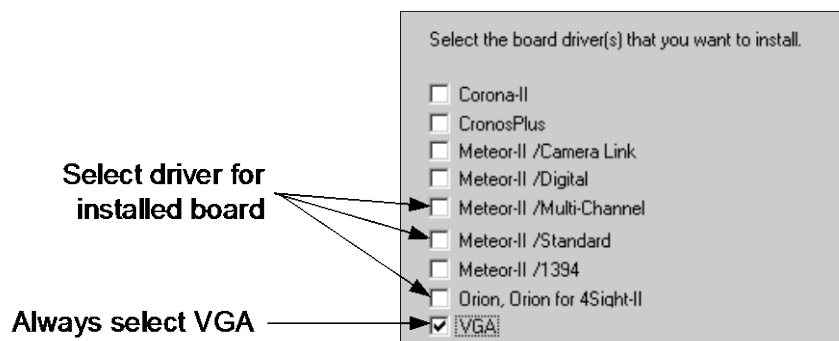 Select the board driver(s) that you want to install.
Corona-II
CronosPlus
Meteor-II /Camera Link
Meteor-II /Digital
Select driver for
installed board
Meteor-II /Multi-Channel
Meteor-II /Standard
Meteor-II /1394
Orion, Orion for 4Sight-II
Always select VGA
VGA